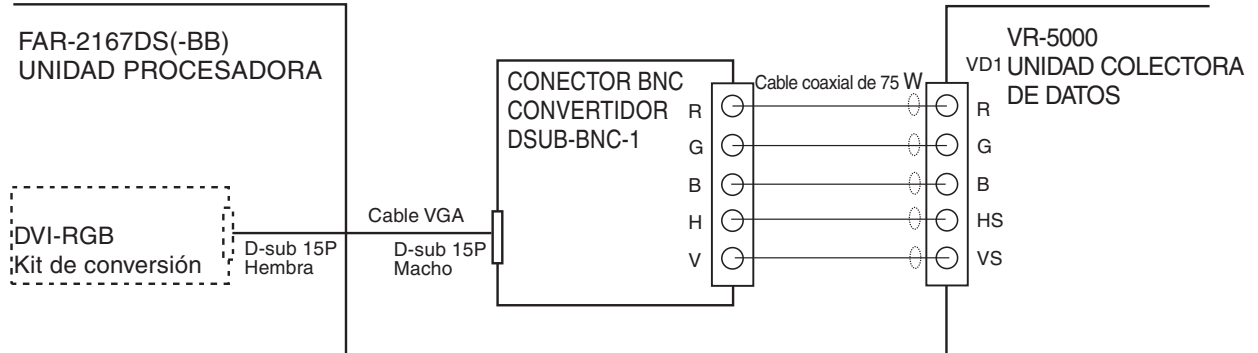 FAR-2167DS(-BB)
UNIDAD PROCESADORA
DVI-RGB
Kit de conversión
D-sub 15P
Hembra
Cable VGA
D-sub 15P
Macho
CONECTOR BNC
CONVERTIDOR
DSUB-BNC-1
R
G
B
H
V
Cable coaxial de 75 W
VR-5000
VD1 UNIDAD COLECTORA
DE DATOS
R
G
B
HS
VS